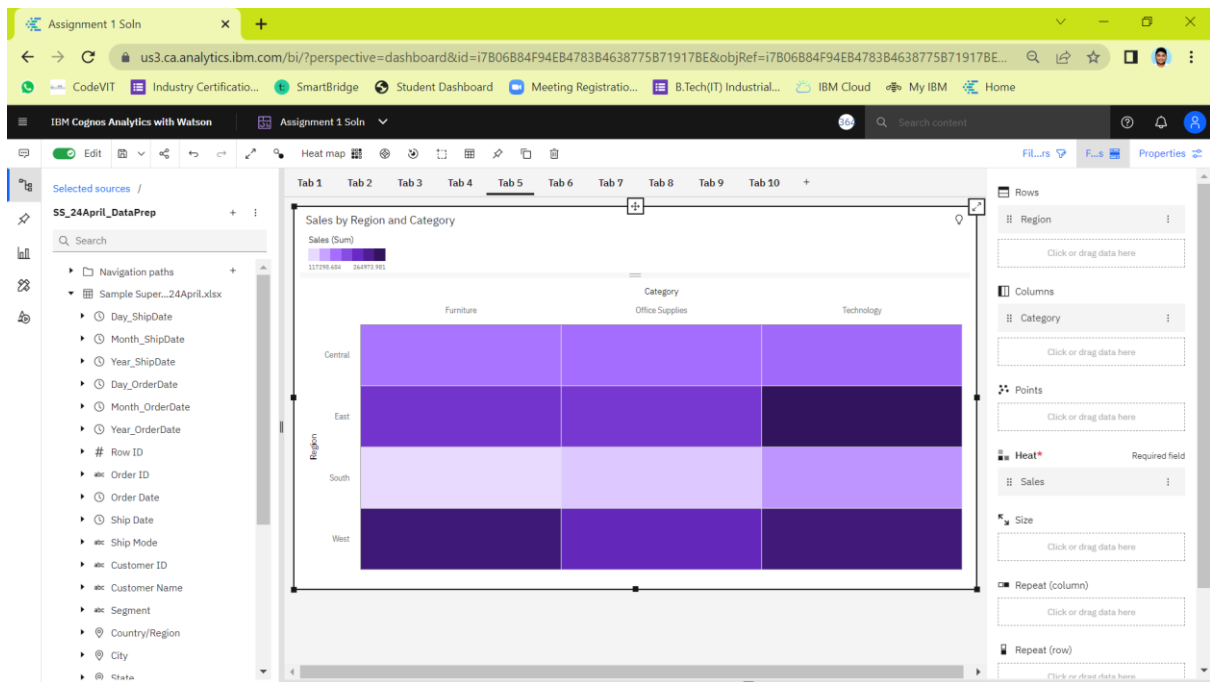 Assignment 1 Soln
us3.ca.analytics.ibm.com/bi/?perspective=dashboard&id=i7B06B84F94EB4783B4638775B71917BE&objRef=i7B06B84F94EB4783B4638775B71917BE...
CodeVIT Industry Certificatio... SmartBridge Student Dashboard Meeting Registratio... B.Tech(IT) Industrial... IBM Cloud My IBM Home
IBM Cognos Analytics with Watson Assignment 1 Soln 364 Search content
Edit Heat map Fil...rs F...s Properties
Selected sources /
SS_24April_DataPrep
Search
Navigation paths
Sample Super...24April.xlsx
Day_ShipDate
Month_ShipDate
Year_ShipDate
Day_OrderDate
Month_OrderDate
Year_OrderDate
# Row ID
abc Order ID
Order Date
Ship Date
abc Ship Mode
abc Customer ID
abc Customer Name
abc Segment
Country/Region
City
State
Tab 1 Tab 2 Tab 3 Tab 4 Tab 5 Tab 6 Tab 7 Tab 8 Tab 9 Tab 10 +
Sales by Region and Category
Sales (Sum)
117298.684 264973.981
Category
Furniture Office Supplies Technology
Region
Central
East
South
West
Rows
Region
Click or drag data here
Columns
Category
Click or drag data here
Points
Click or drag data here
Heat* Required field
Sales
Size
Click or drag data here
Repeat (column)
Click or drag data here
Repeat (row)
Click or drag data here